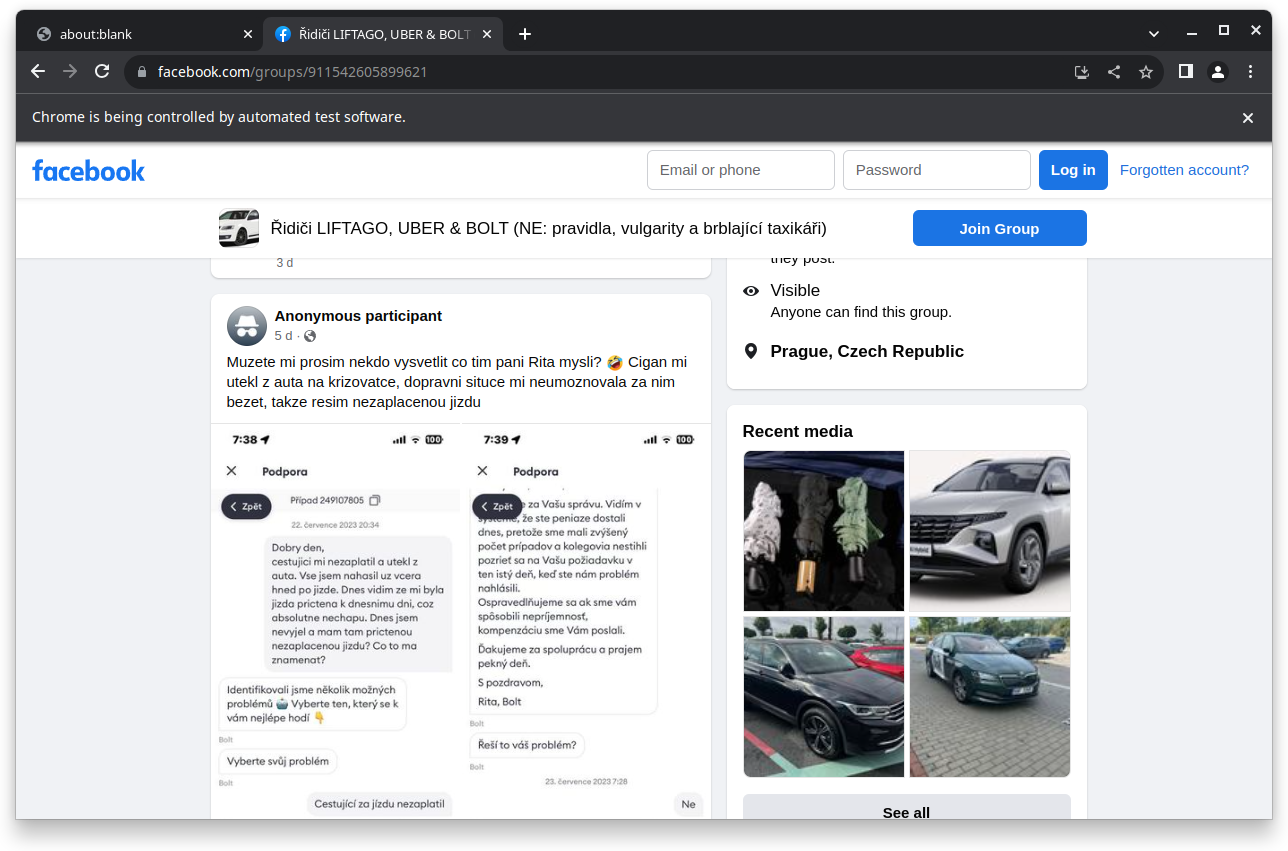 about:blank
Řidiči LIFTAGO, UBER & BOLT
facebook.com/groups/911542605899621
Chrome is being controlled by automated test software.
facebook
Email or phone
Password
Log in
Forgotten account?
Řidiči LIFTAGO, UBER & BOLT (NE: pravidla, vulgarity a brblající taxikáři)
Join Group
3 d
they post.
Visible
Anyone can find this group.
Prague, Czech Republic
Anonymous participant
5 d ·
Muzete mi prosim nekdo vysvetlit co tim pani Rita mysli? 🤣 Cigan mi
utekl z auta na krizovatce, dopravni situce mi neumoznovala za nim
bezet, takze resim nezaplacenou jizdu
7:38
100
Podpora
Zpět
Případ 249107805
22. července 2023 20:34
Dobry den,
cestujici mi nezaplatil a utekl z
auta. Vse jsem nahasil uz vcera
hned po jizde. Dnes vidim ze mi byla
jizda prictena k dnesnimu dni, coz
absolutne nechapu. Dnes jsem
nevyjel a mam tam prictenou
nezaplacenou jizdu? Co to ma
znamenat?
Identifikovali jsme několik možných
problémů 🤖 Vyberte ten, který se k
vám nejlépe hodí 👇
Bolt
Vyberte svůj problém
Bolt
Cestující za jízdu nezaplatil
7:39
100
Podpora
Zpět
za Vašu správu. Vidím v
systéme, že ste peniaze dostali
dnes, pretože sme mali zvýšený
počet prípadov a kolegovia nestihli
pozrieť sa na Vašu požiadavku v
ten istý deň, keď ste nám problém
nahlásili.
Ospravedlňujeme sa ak sme vám
spôsobili nepríjemnosť,
kompenzáciu sme Vám poslali.
Ďakujeme za spoluprácu a prajem
pekný deň.
S pozdravom,
Rita, Bolt
Bolt
Řeší to váš problém?
Bolt
23. července 2023 7:28
Ne
Recent media
See all